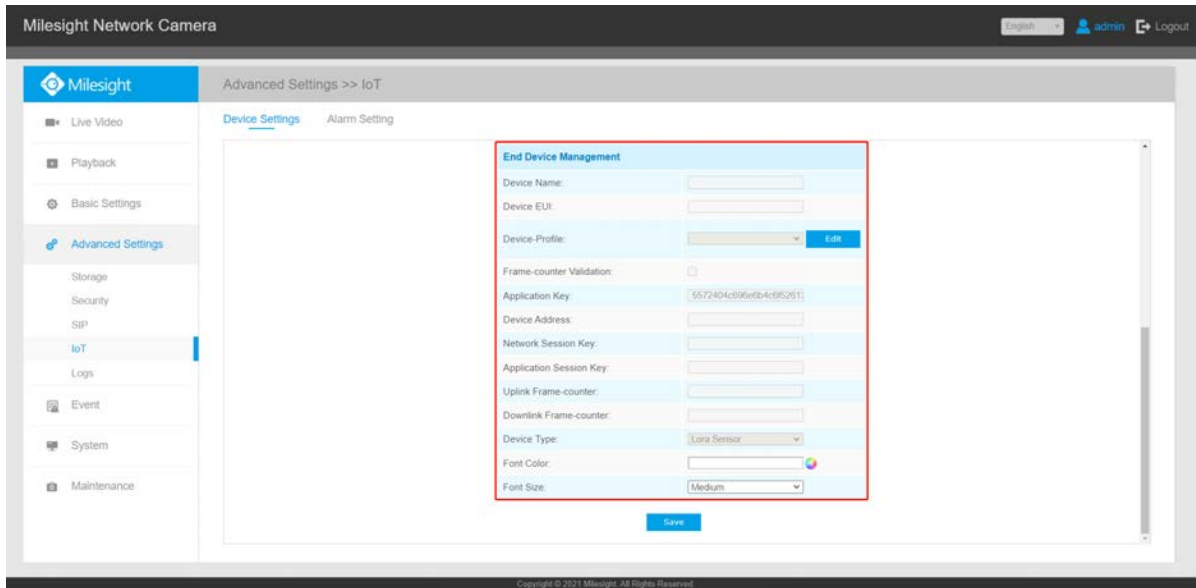 Milesight Network Camera
English
admin
Logout
Milesight
Advanced Settings >> IoT
Live Video
Playback
Basic Settings
Advanced Settings
Storage
Security
SIP
IoT
Logs
Event
System
Maintenance
Device Settings
Alarm Setting
End Device Management
Device Name:
Device EUI:
Device-Profile:
Edit
Frame-counter Validation:
Application Key:
Device Address:
Network Session Key:
Application Session Key:
Uplink Frame-counter:
Downlink Frame-counter:
Device Type:
Lora Sensor
Font Color:
Font Size:
Medium
Save
Copyright © 2021 Milesight. All Rights Reserved.